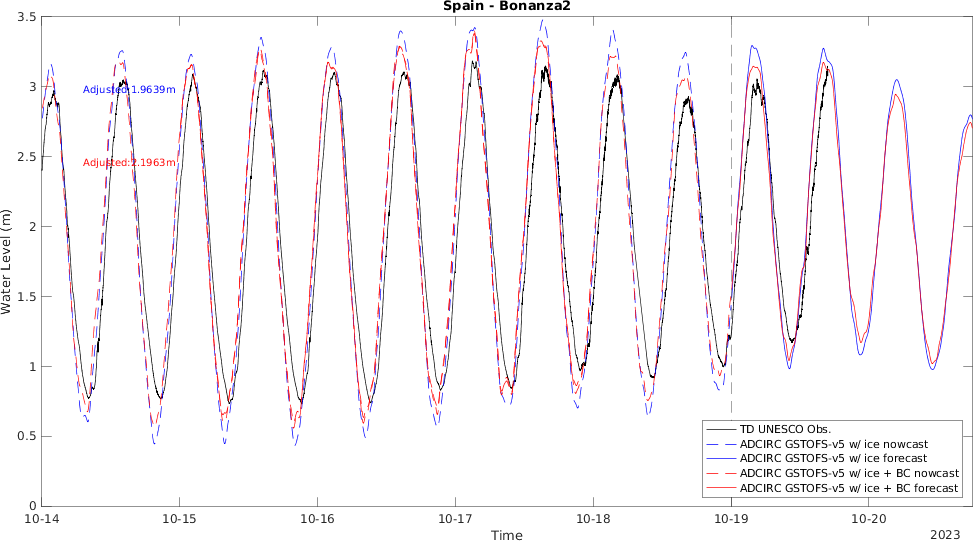 Spain - Bonanza2
3.5
3
2.5
2
1.5
1
0.5
0
Water Level (m)
Adjusted:1.9639m
Adjusted:2.1963m
TD UNESCO Obs.
ADCIRC GSTOFS-v5 w/ ice nowcast
ADCIRC GSTOFS-v5 w/ ice forecast
ADCIRC GSTOFS-v5 w/ ice + BC nowcast
ADCIRC GSTOFS-v5 w/ ice + BC forecast
10-14 10-15 10-16 10-17 10-18 10-19 10-20
Time
2023